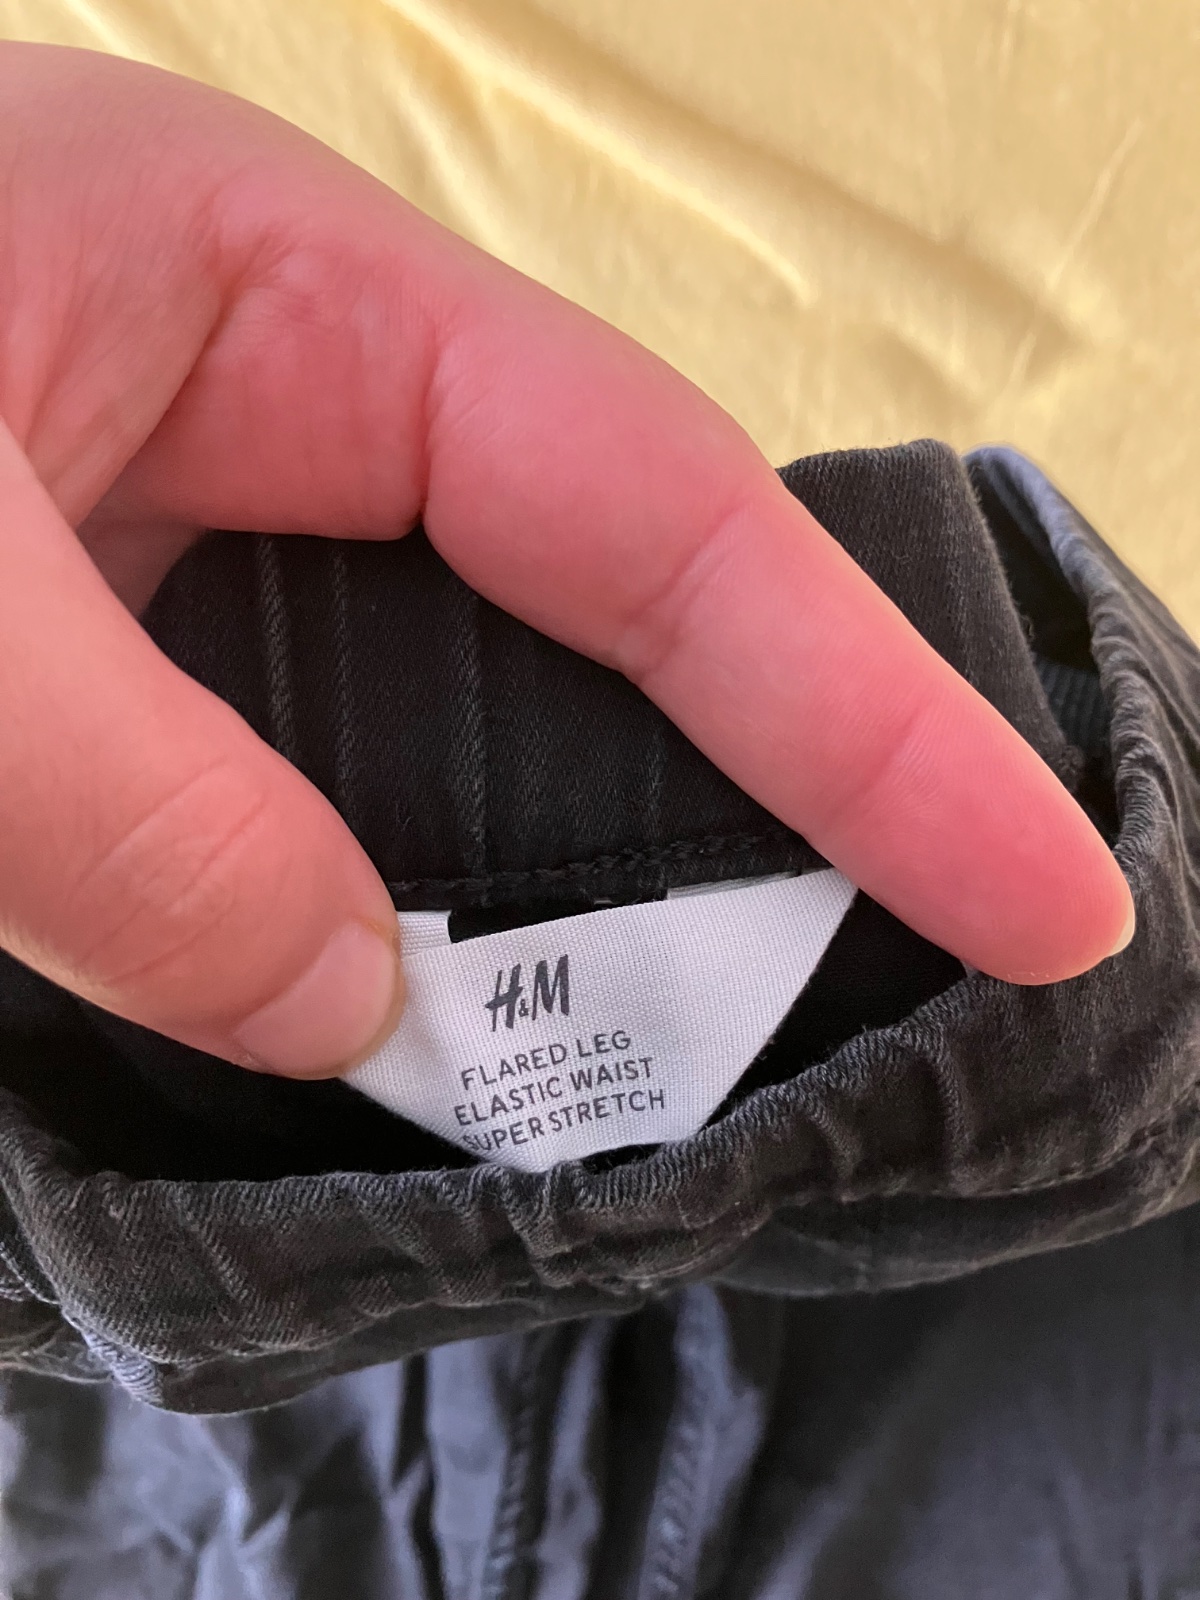 H&M
FLARED LEG
ELASTIC WAIST
SUPER STRETCH